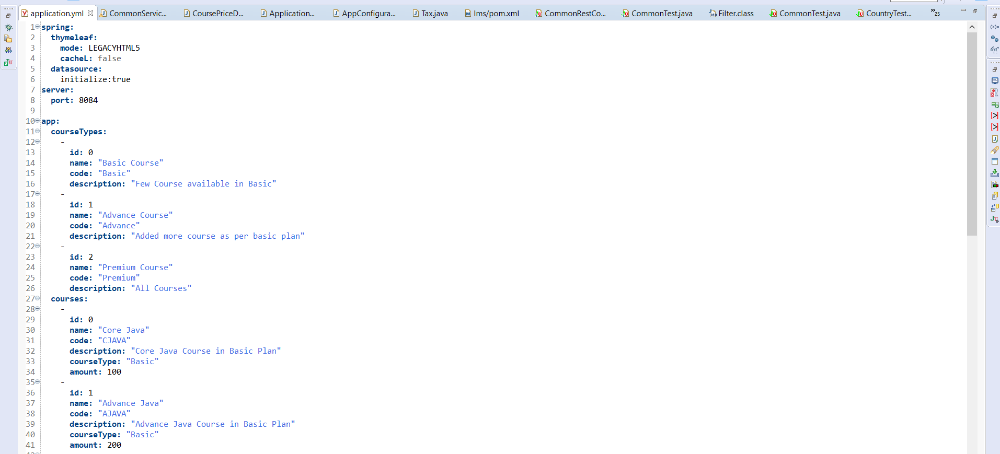 application.yml CommonServic... CoursePriceD... Application... AppConfigura... Tax.java lms/pom.xml CommonRestCo... CommonTest.java Filter.class CommonTest.java CountryTest... »25
1 spring:
2 thymeleaf:
3 mode: LEGACYHTML5
4 cacheL: false
5 datasource:
6 initialize:true
7 server:
8 port: 8084
9
10 app:
11 courseTypes:
12 -
13 id: 0
14 name: "Basic Course"
15 code: "Basic"
16 description: "Few Course available in Basic"
17 -
18 id: 1
19 name: "Advance Course"
20 code: "Advance"
21 description: "Added more course as per basic plan"
22 -
23 id: 2
24 name: "Premium Course"
25 code: "Premium"
26 description: "All Courses"
27 courses:
28 -
29 id: 0
30 name: "Core Java"
31 code: "CJAVA"
32 description: "Core Java Course in Basic Plan"
33 courseType: "Basic"
34 amount: 100
35 -
36 id: 1
37 name: "Advance Java"
38 code: "AJAVA"
39 description: "Advance Java Course in Basic Plan"
40 courseType: "Basic"
41 amount: 200